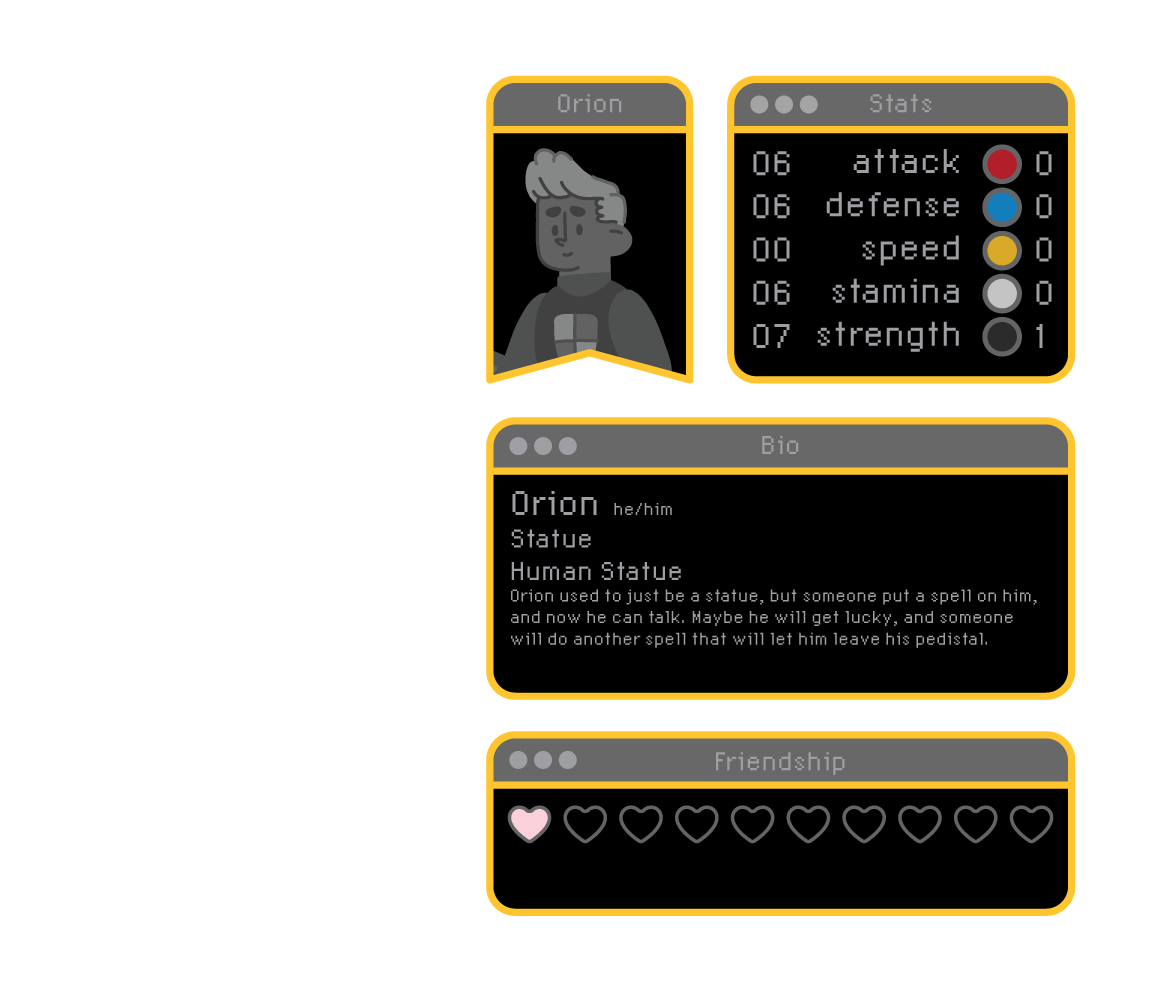 Orion
Stats
06 attack 0
06 defense 0
00 speed 0
06 stamina 0
07 strength 1
Bio
Orion he/him
Statue
Human Statue
Orion used to just be a statue, but someone put a spell on him,
and now he can talk. Maybe he will get lucky, and someone
will do another spell that will let him leave his pedistal.
Friendship